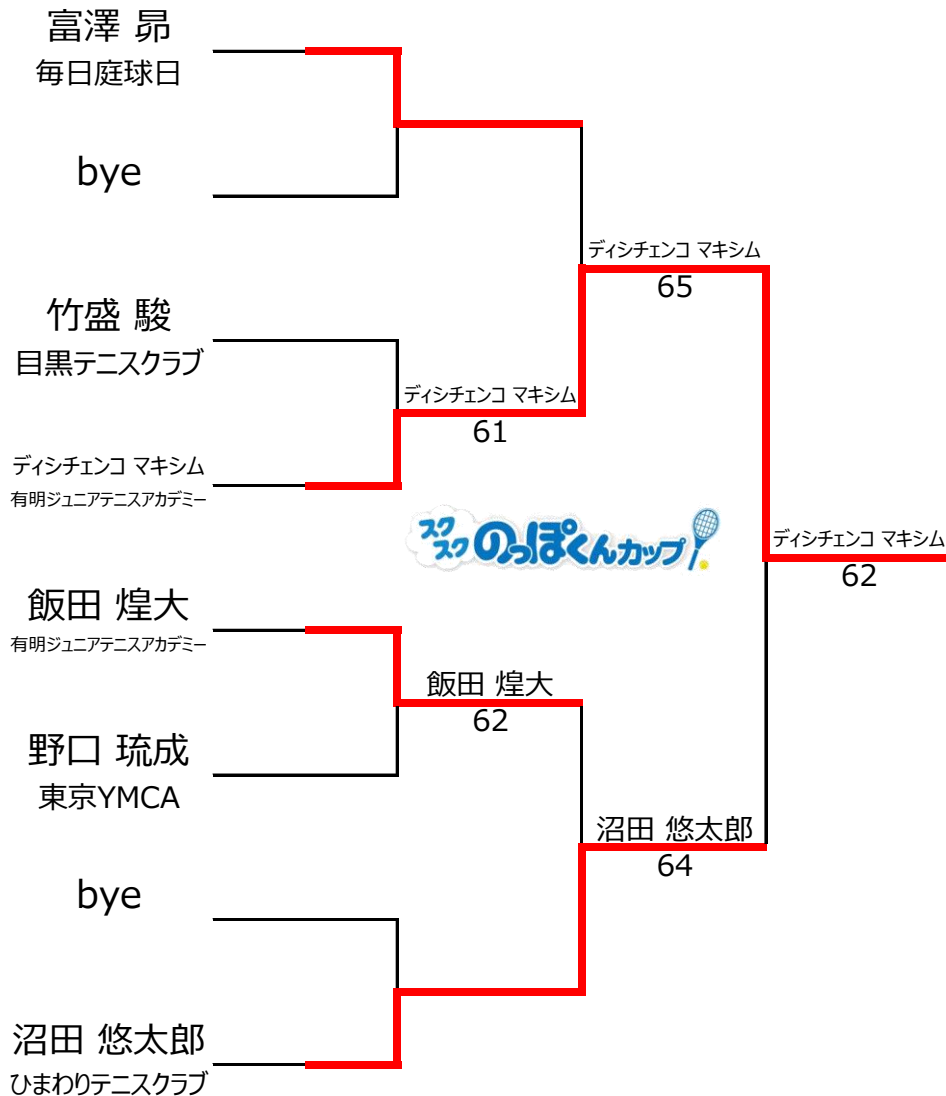 富澤 昴
毎日庭球日
bye
ディシチェンコ マキシム
65
竹盛 駿
目黒テニスクラブ
ディシチェンコ マキシム
61
ディシチェンコ マキシム
有明ジュニアテニスアカデミー
スクスク のっぽくんカップ
ディシチェンコ マキシム
62
飯田 煌大
有明ジュニアテニスアカデミー
飯田 煌大
62
野口 琉成
東京YMCA
沼田 悠太郎
64
bye
沼田 悠太郎
ひまわりテニスクラブ